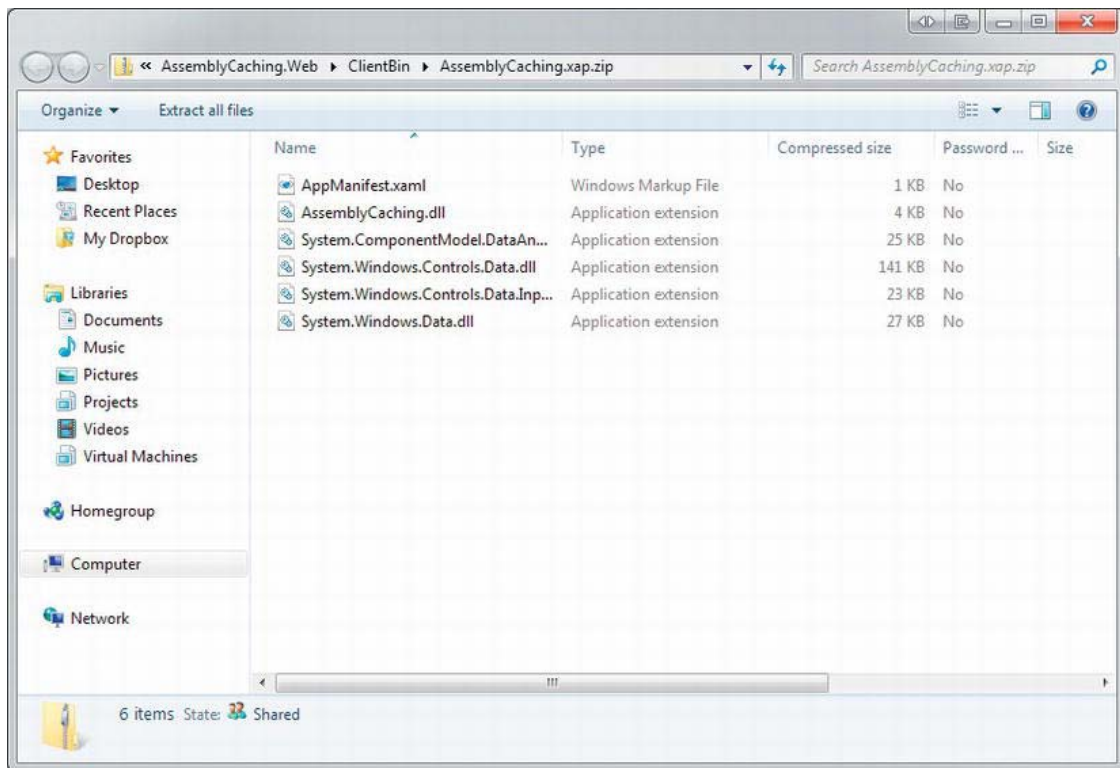 « AssemblyCaching.Web ▸ ClientBin ▸ AssemblyCaching.xap.zip Search AssemblyCaching.xap.zip
Organize Extract all files
Favorites
Desktop
Recent Places
My Dropbox
Libraries
Documents
Music
Pictures
Projects
Videos
Virtual Machines
Homegroup
Computer
Network
Name Type Compressed size Password ... Size
AppManifest.xaml Windows Markup File 1 KB No
AssemblyCaching.dll Application extension 4 KB No
System.ComponentModel.DataAn... Application extension 25 KB No
System.Windows.Controls.Data.dll Application extension 141 KB No
System.Windows.Controls.Data.Inp... Application extension 23 KB No
System.Windows.Data.dll Application extension 27 KB No
6 items State: Shared